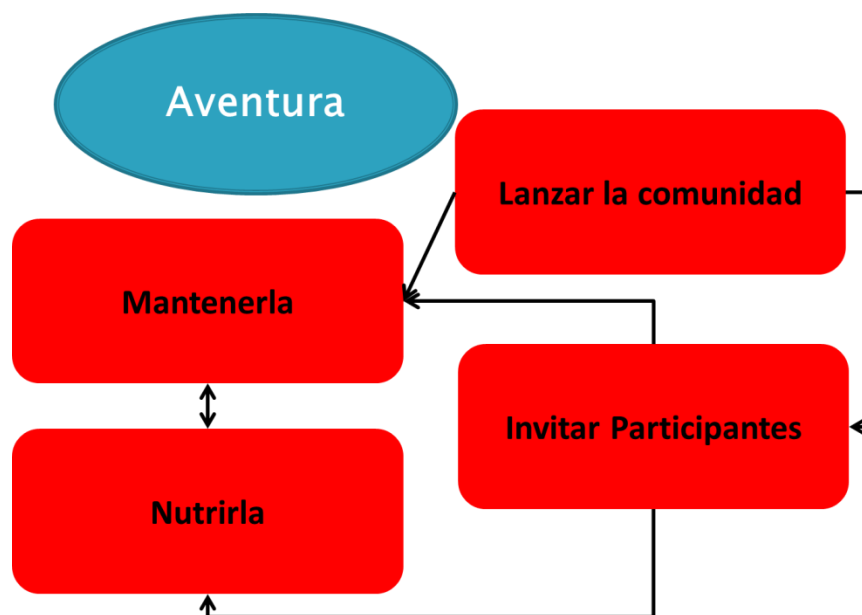 Aventura
Lanzar la comunidad
Mantenerla
Invitar Participantes
Nutrirla